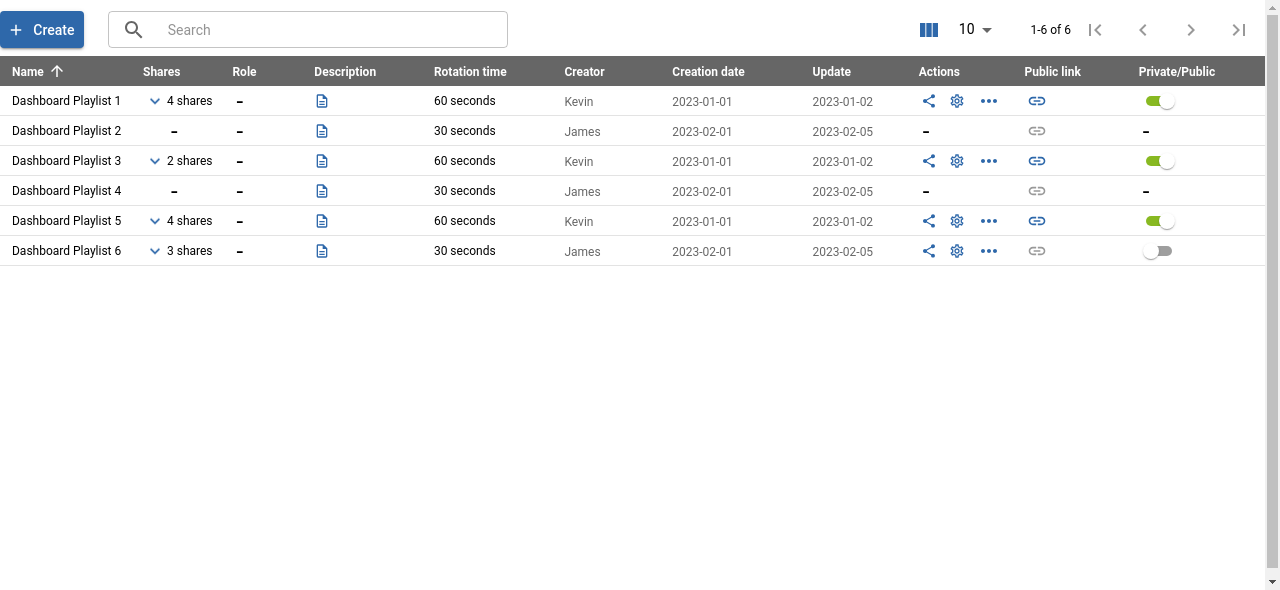 Create Search 10 1-6 of 6
Name Shares Role Description Rotation time Creator Creation date Update Actions Public link Private/Public
Dashboard Playlist 1 4 shares - 60 seconds Kevin 2023-01-01 2023-01-02
Dashboard Playlist 2 - - 30 seconds James 2023-02-01 2023-02-05 - -
Dashboard Playlist 3 2 shares - 60 seconds Kevin 2023-01-01 2023-01-02
Dashboard Playlist 4 - - 30 seconds James 2023-02-01 2023-02-05 - -
Dashboard Playlist 5 4 shares - 60 seconds Kevin 2023-01-01 2023-01-02
Dashboard Playlist 6 3 shares - 30 seconds James 2023-02-01 2023-02-05